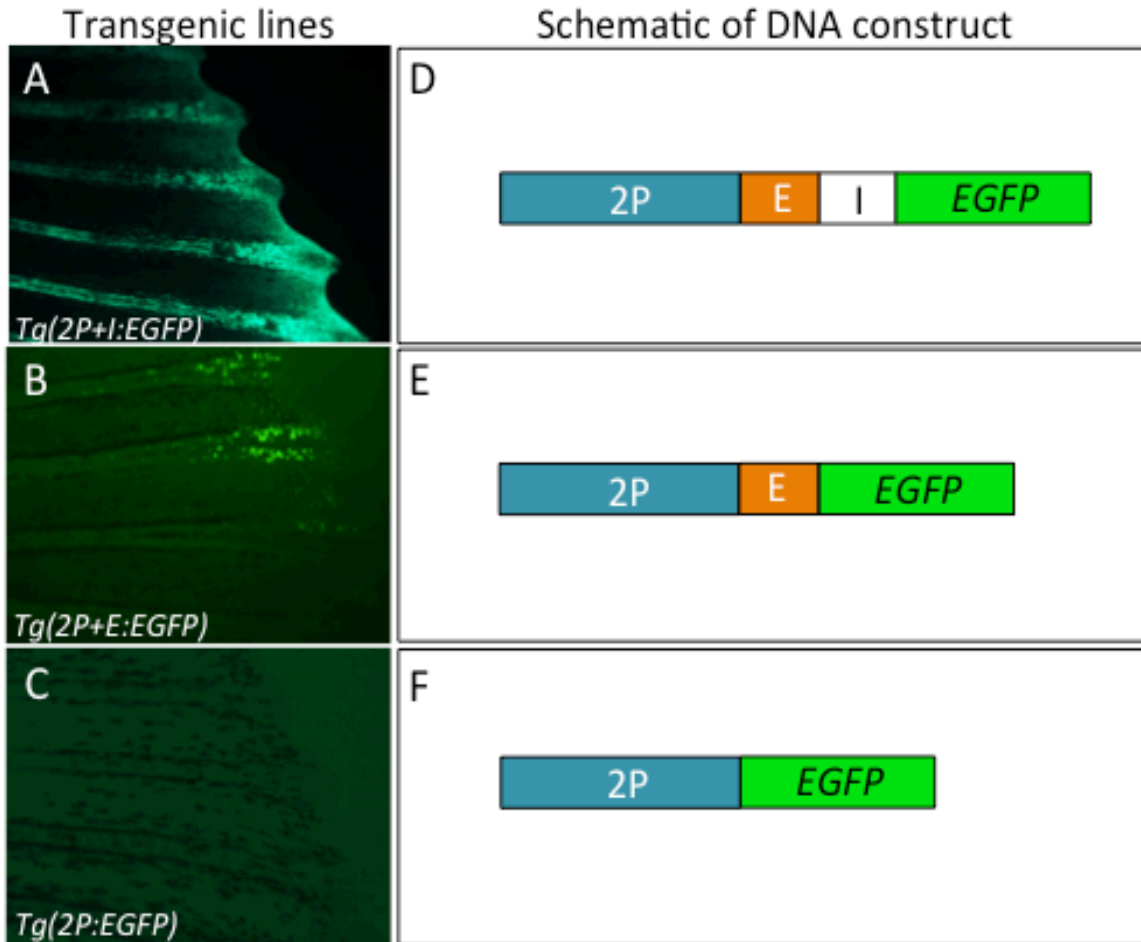 Transgenic lines
Schematic of DNA construct
A
Tg(2P+I:EGFP)
D
2P E I EGFP
B
Tg(2P+E:EGFP)
E
2P E EGFP
C
Tg(2P:EGFP)
F
2P EGFP